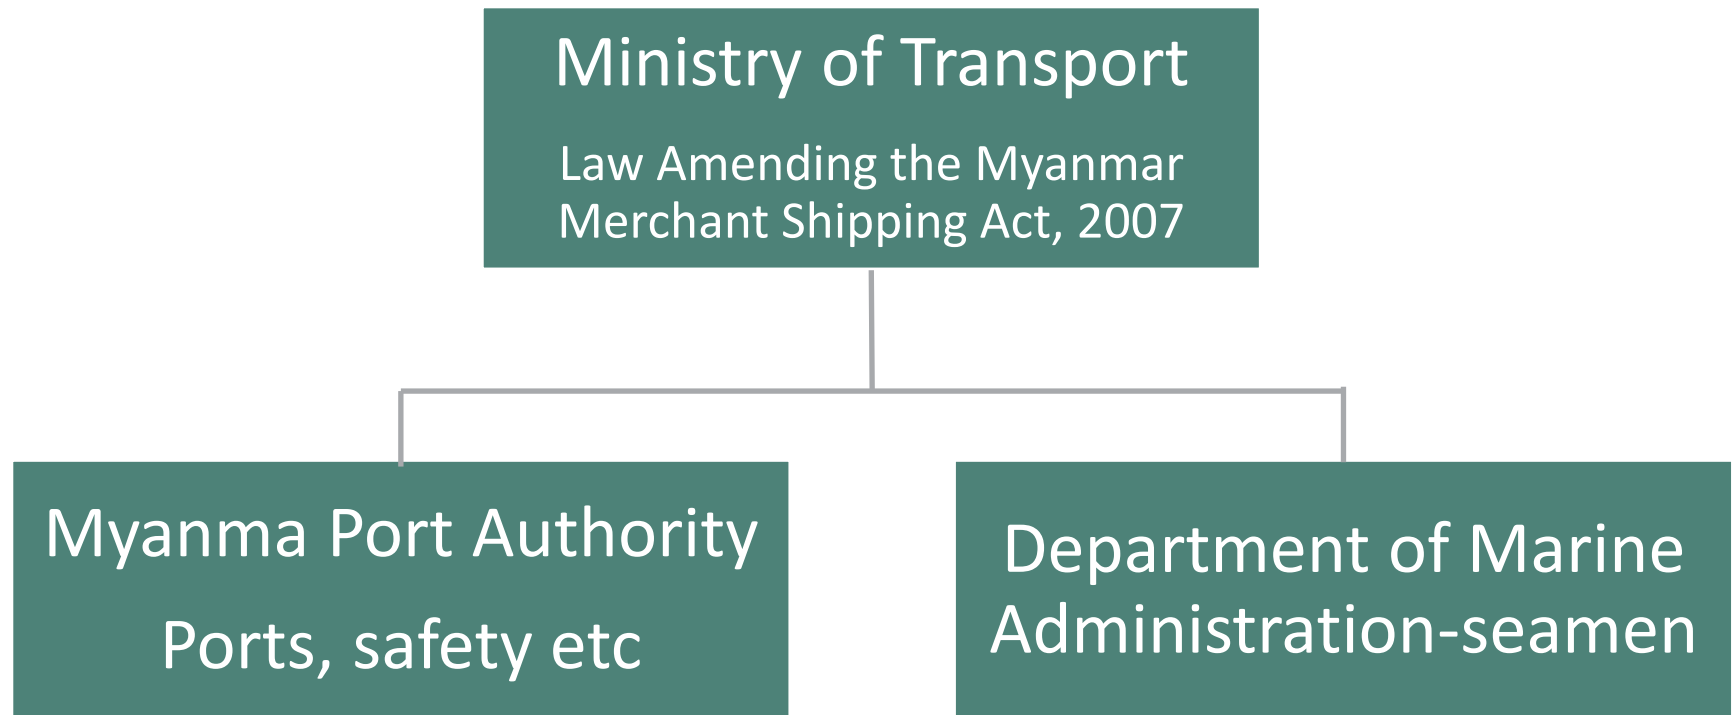 Ministry of Transport
Law Amending the Myanmar
Merchant Shipping Act, 2007
Myanma Port Authority
Ports, safety etc
Department of Marine
Administration-seamen